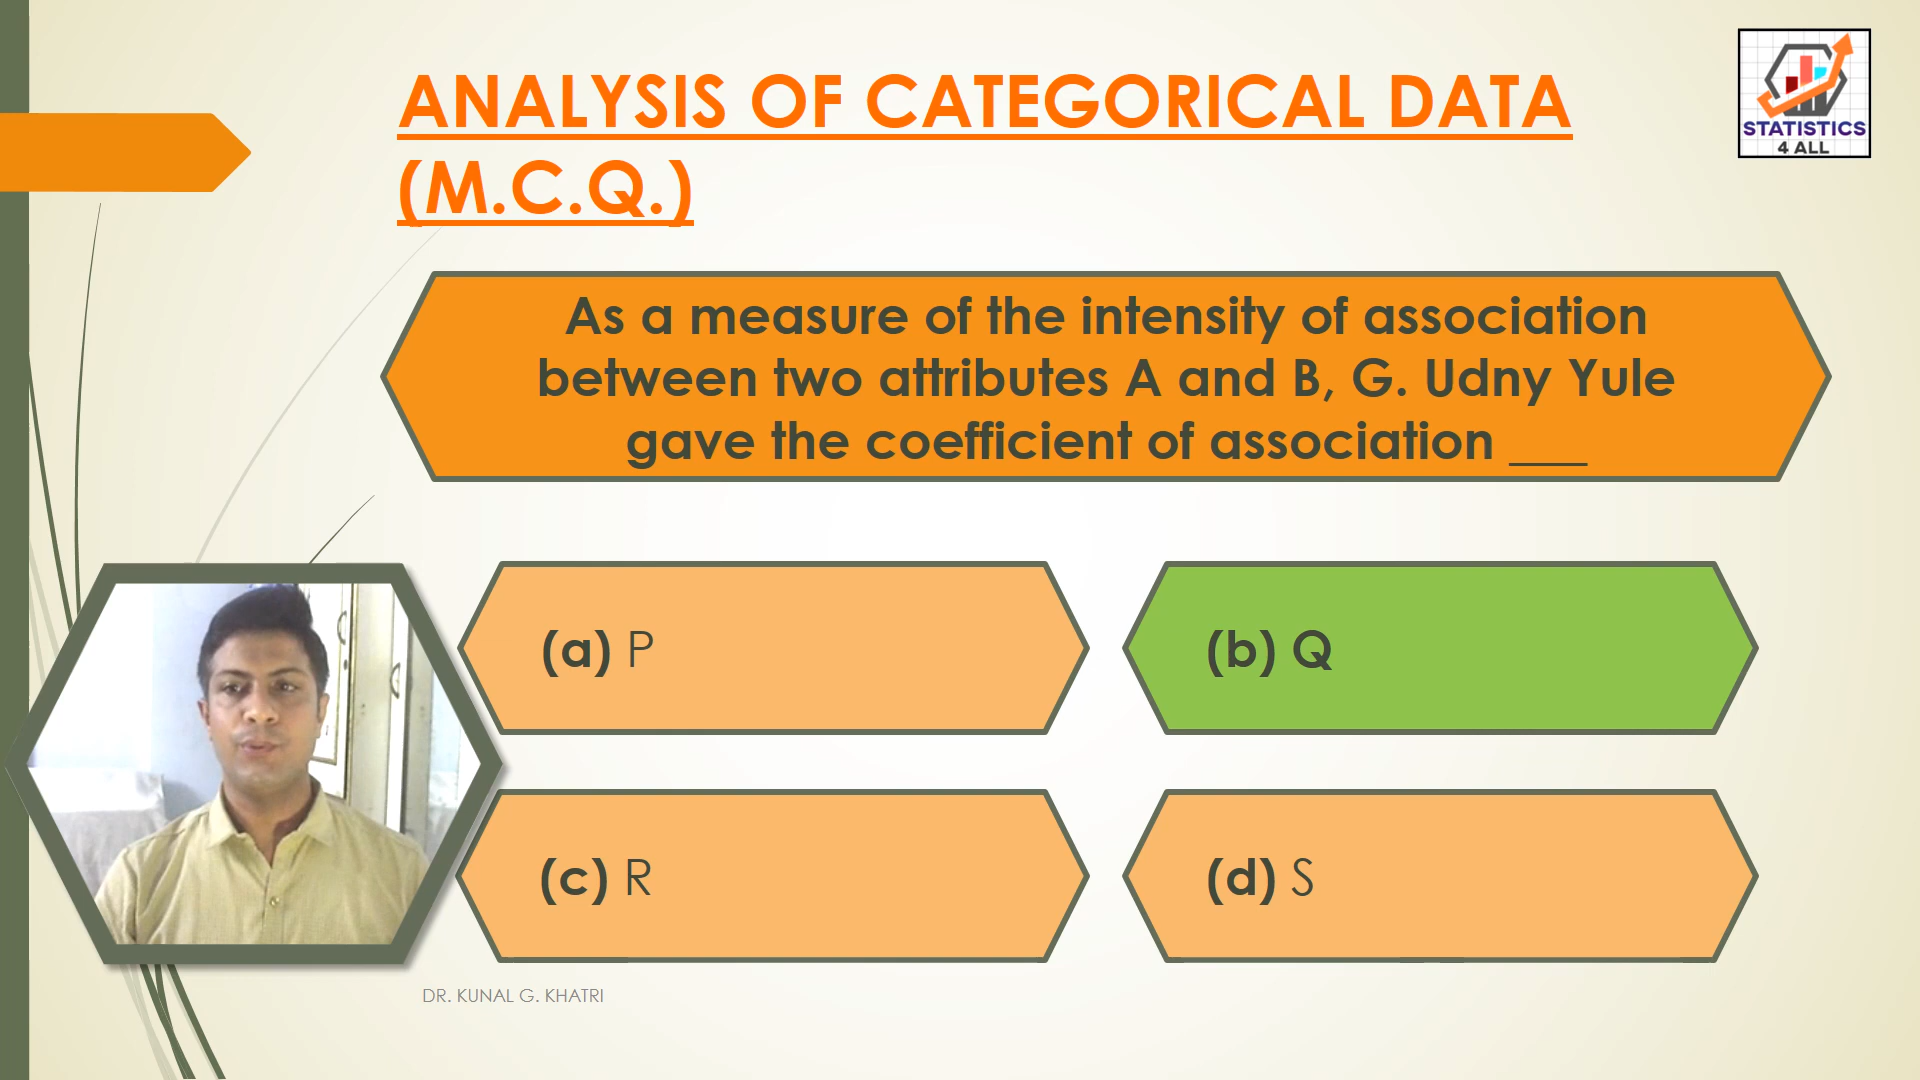 ANALYSIS OF CATEGORICAL DATA
(M.C.Q.)
STATISTICS
4 ALL
As a measure of the intensity of association
between two attributes A and B, G. Udny Yule
gave the coefficient of association ___
(a) P
(b) Q
(c) R
(d) S
DR. KUNAL G. KHATRI